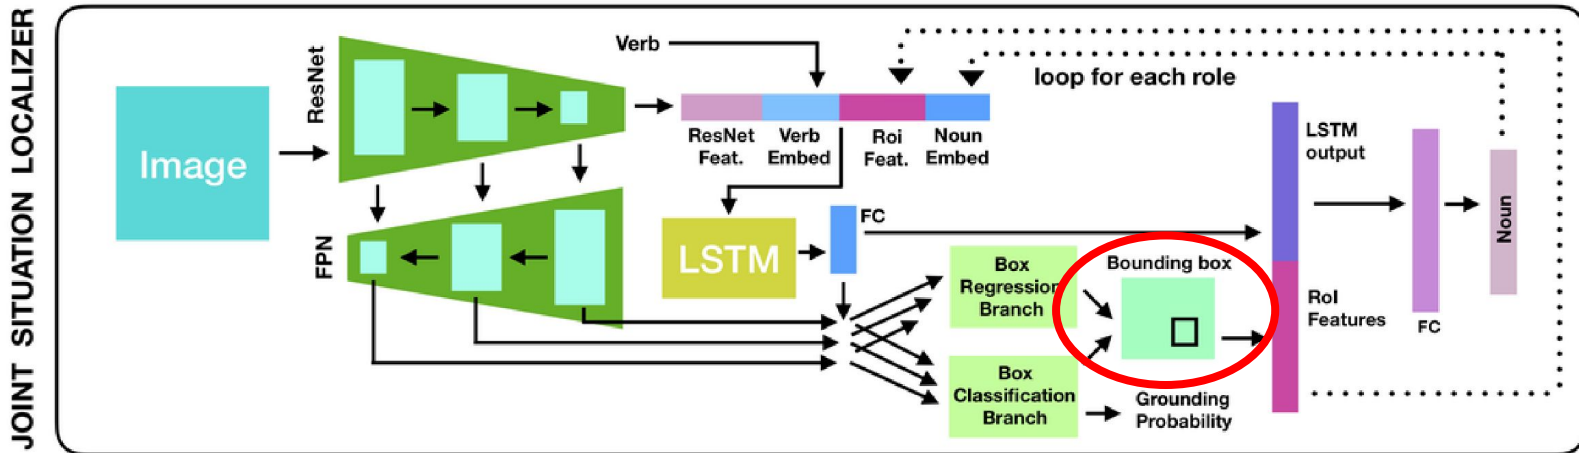 JOINT SITUATION LOCALIZER
Image
ResNet
FPN
Verb
ResNet
Feat.
Verb
Embed
Roi
Feat.
Noun
Embed
loop for each role
LSTM
FC
Box
Regression
Branch
Box
Classification
Branch
Bounding box
Grounding
Probability
LSTM
output
RoI
Features
FC
Noun